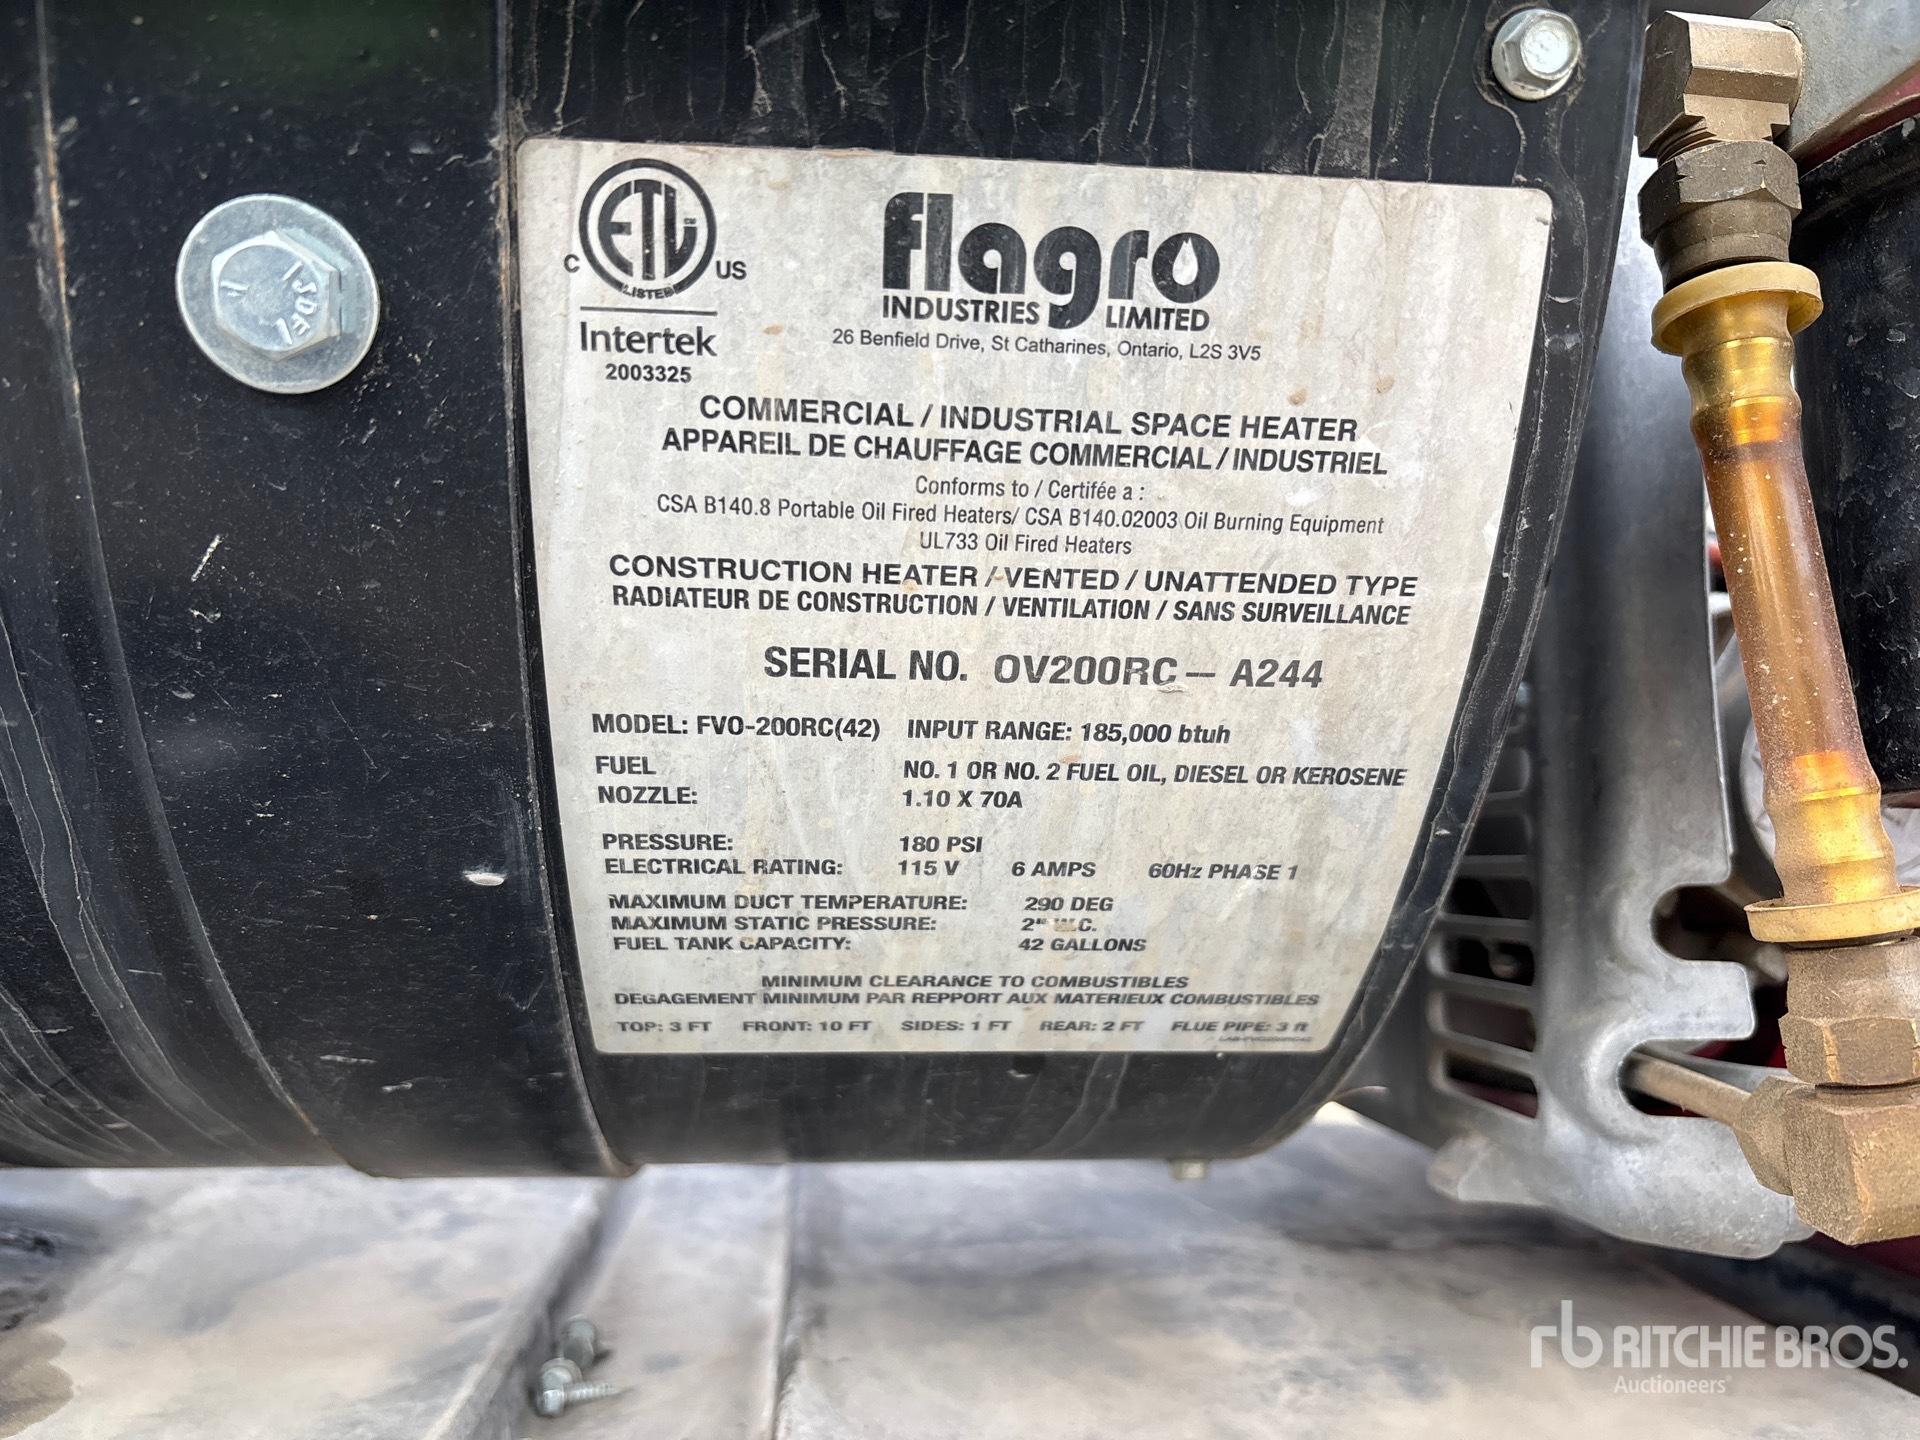 ETL CM
LISTED
C US
Intertek
2003325
flagro
INDUSTRIES LIMITED
26 Benfield Drive, St Catharines, Ontario, L2S 3V5
COMMERCIAL / INDUSTRIAL SPACE HEATER
APPAREIL DE CHAUFFAGE COMMERCIAL / INDUSTRIEL
Conforms to / Certifée a :
CSA B140.8 Portable Oil Fired Heaters/ CSA B140.02003 Oil Burning Equipment
UL733 Oil Fired Heaters
CONSTRUCTION HEATER / VENTED / UNATTENDED TYPE
RADIATEUR DE CONSTRUCTION / VENTILATION / SANS SURVEILLANCE
SERIAL NO. OV200RC — A244
MODEL: FVO-200RC(42) INPUT RANGE: 185,000 btuh
FUEL NO. 1 OR NO. 2 FUEL OIL, DIESEL OR KEROSENE
NOZZLE: 1.10 X 70A
PRESSURE: 180 PSI
ELECTRICAL RATING: 115 V 6 AMPS 60Hz PHASE 1
MAXIMUM DUCT TEMPERATURE: 290 DEG
MAXIMUM STATIC PRESSURE: 2" W.C.
FUEL TANK CAPACITY: 42 GALLONS
MINIMUM CLEARANCE TO COMBUSTIBLES
DEGAGEMENT MINIMUM PAR REPPORT AUX MATERIEUX COMBUSTIBLES
TOP: 3 FT FRONT: 10 FT SIDES: 1 FT REAR: 2 FT FLUE PIPE: 3 ft
rb RITCHIE BROS.
Auctioneers